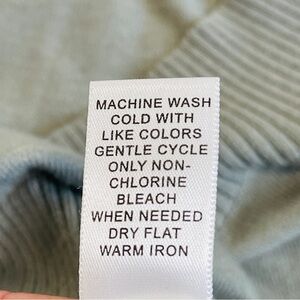 MACHINE WASH
COLD WITH
LIKE COLORS
GENTLE CYCLE
ONLY NON-
CHLORINE
BLEACH
WHEN NEEDED
DRY FLAT
WARM IRON